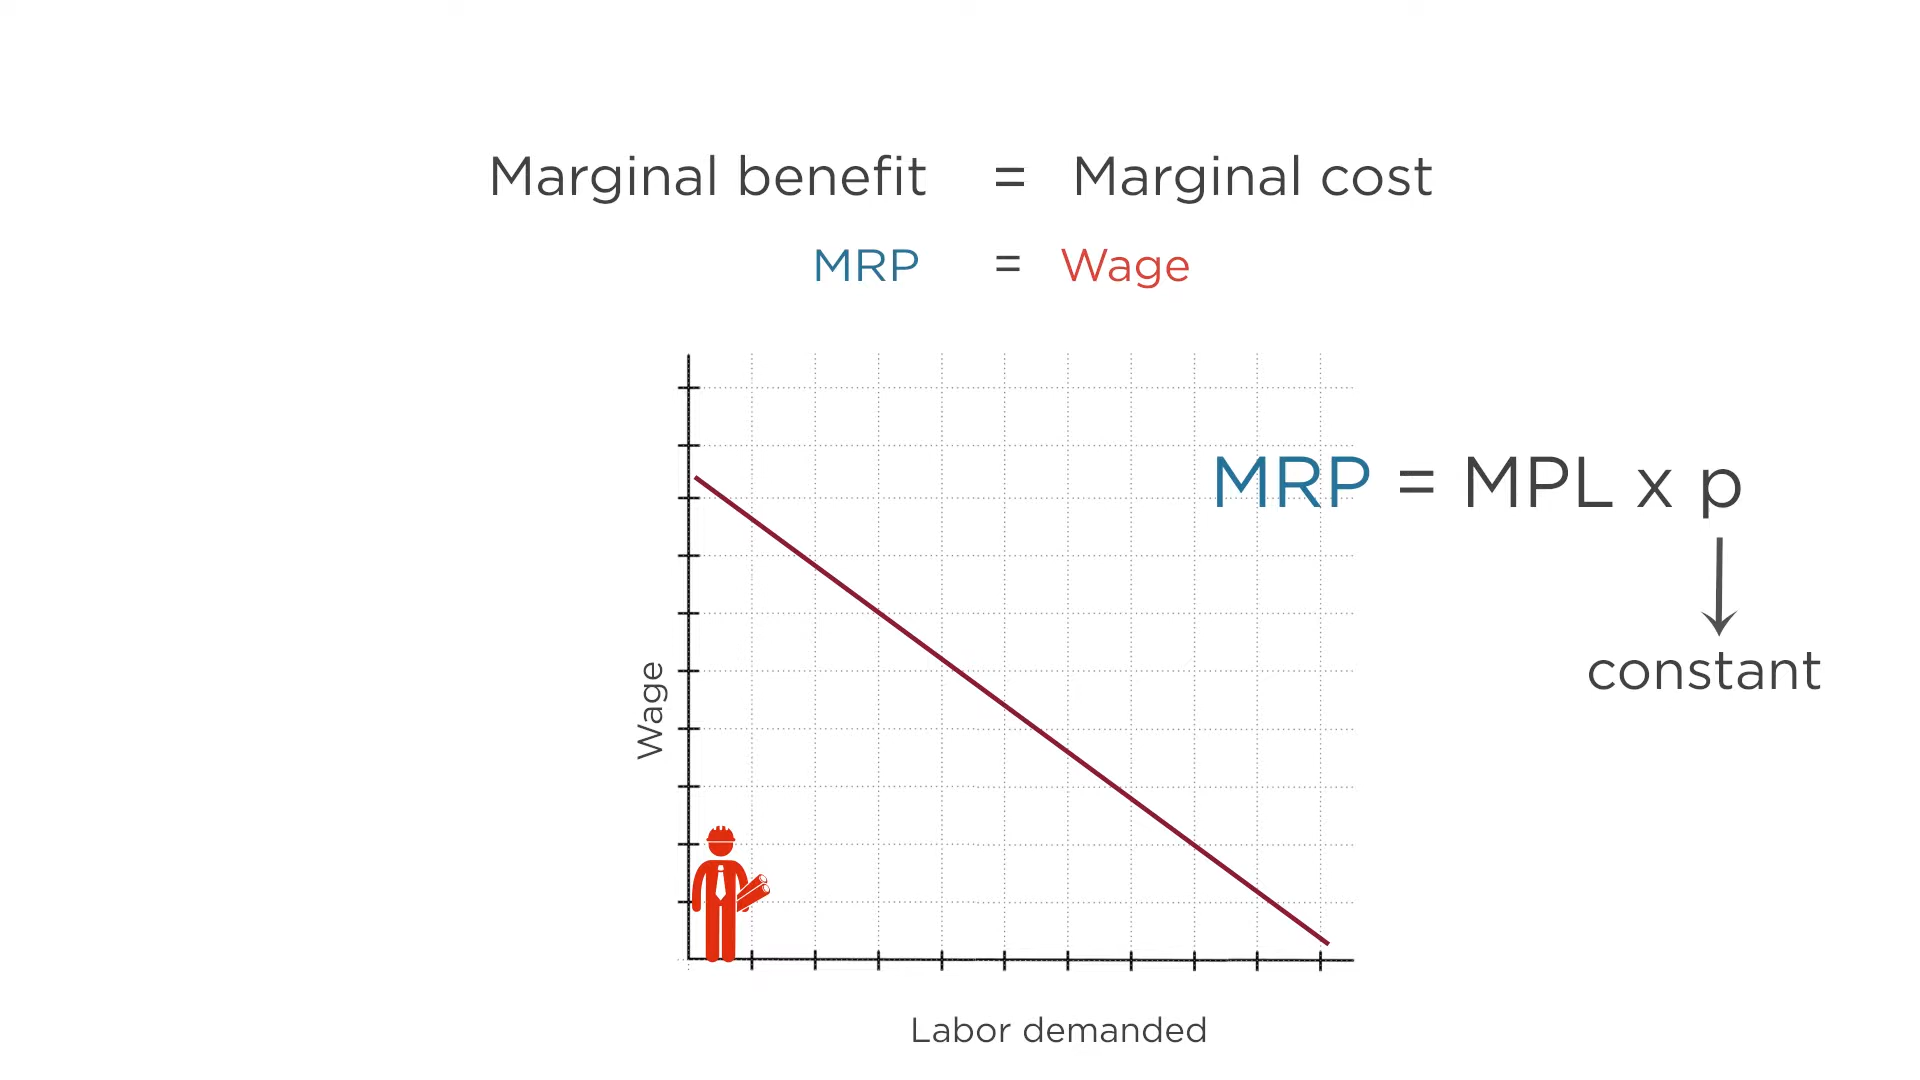 Marginal benefit = Marginal cost
MRP = Wage
MRP = MPL x p
constant
Wage
Labor demanded